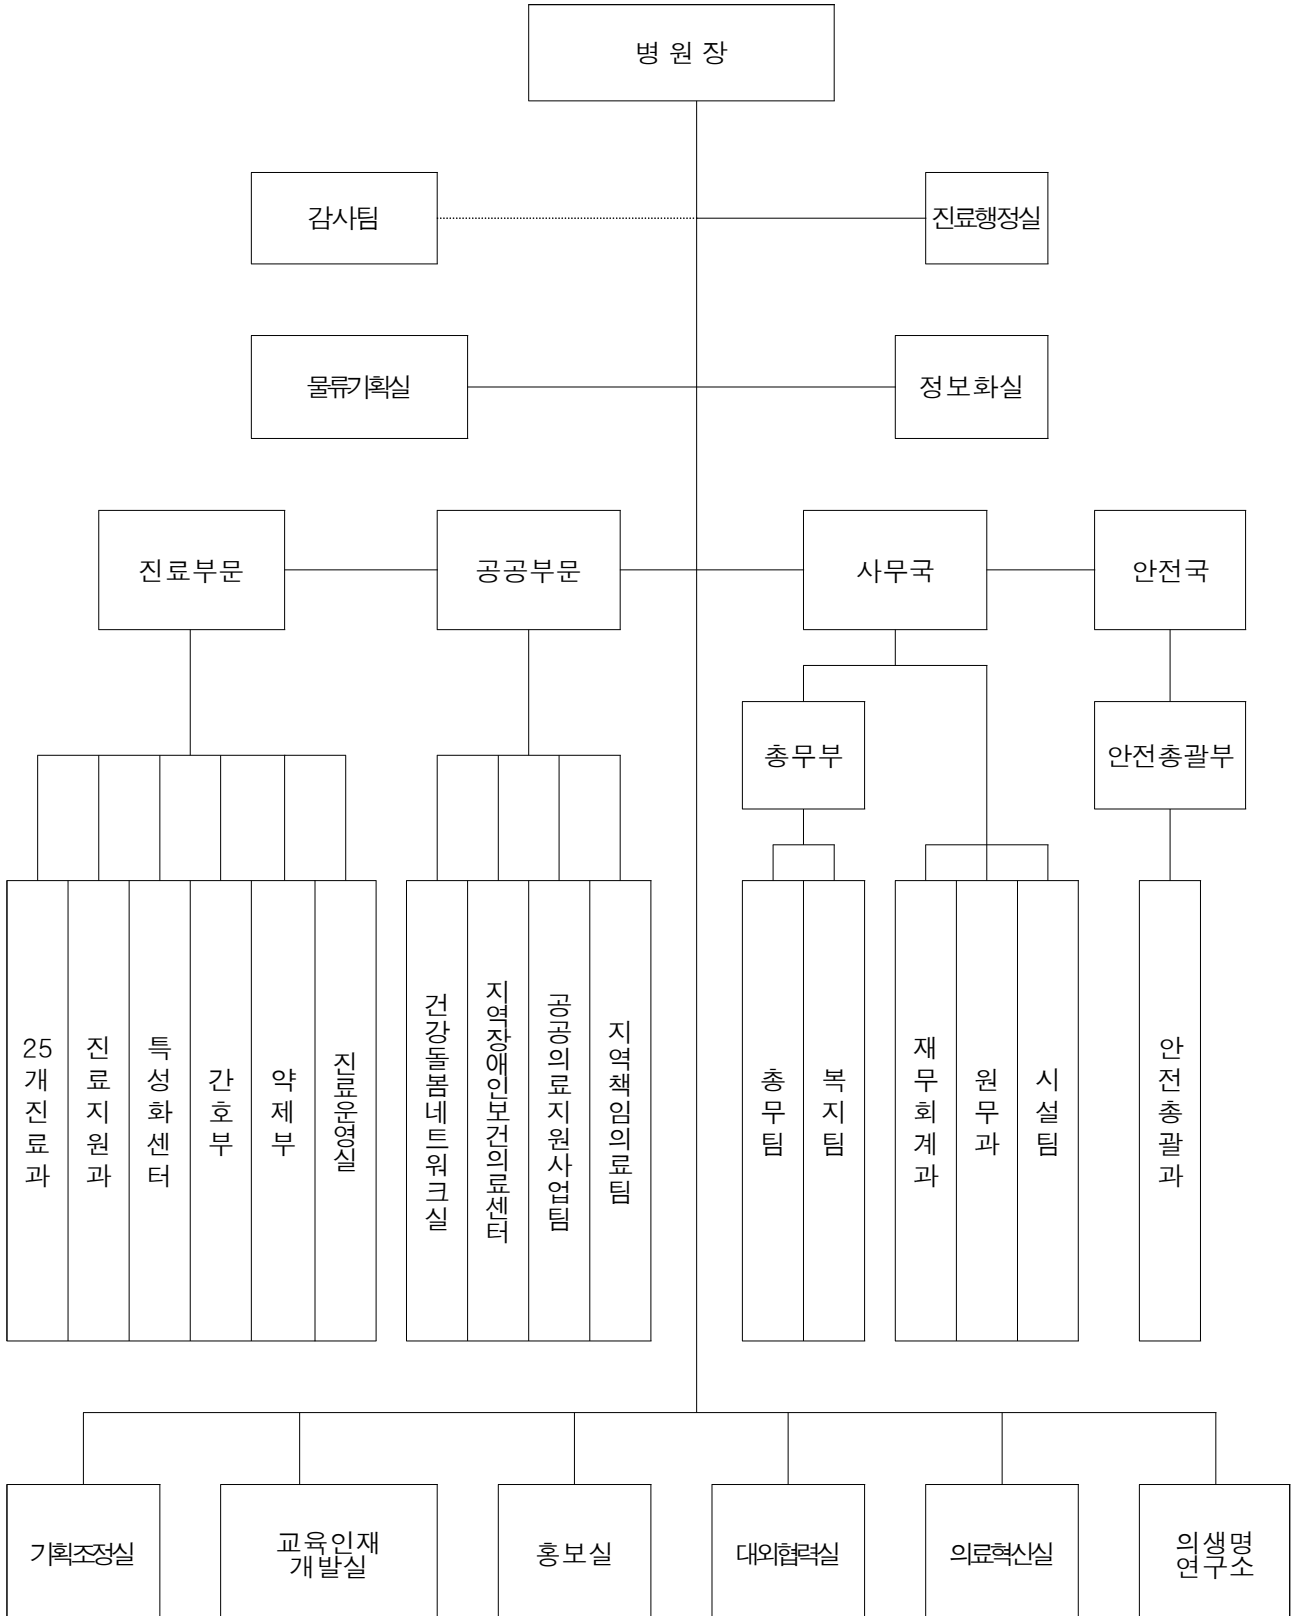 병 원 장
감사팀
진료행정실
물류기획실
정보화실
진료부문
공공부문
사무국
안전국
총무부
안전총괄부
25개진료과
진료지원과
특성화센터
간호부
약제부
진료운영실
건강돌봄네트워크실
지역장애인보건의료센터
공공의료지원사업팀
지역책임의료팀
총무팀
복지팀
재무회계과
원무과
시설팀
안전총괄과
기획조정실
교육인재
개발실
홍보실
대외협력실
의료혁신실
의생명
연구소